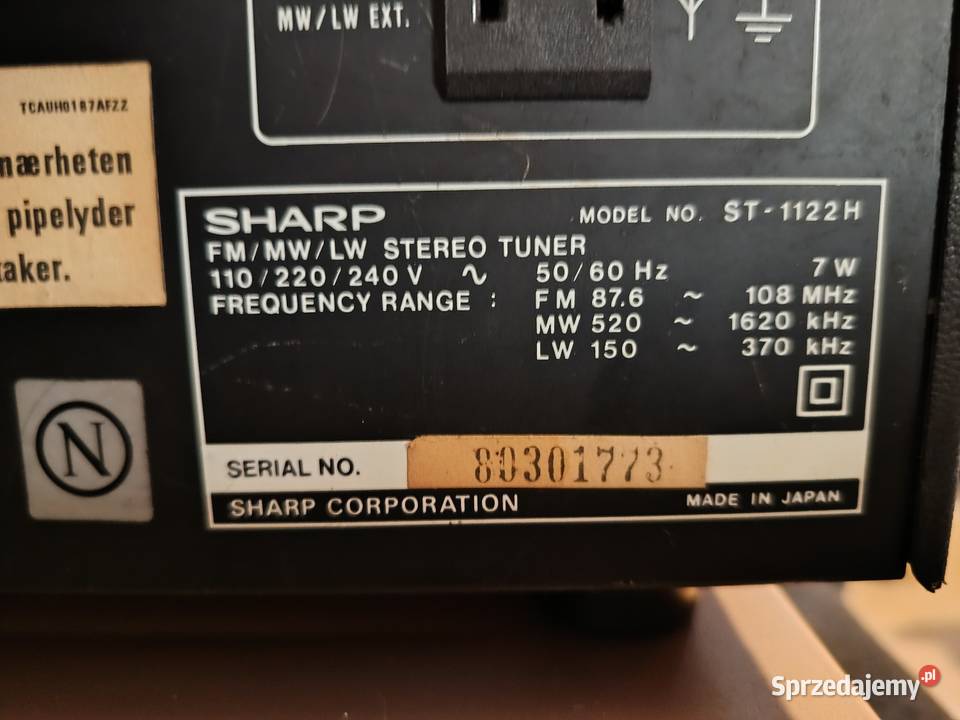 MW/LW EXT.
TCAUH0187AFZZ
nærheten
pipelyder
taker.
SHARP
MODEL NO. ST-1122H
FM/MW/LW STEREO TUNER
110/220/240 V ~ 50/60 Hz 7 W
FREQUENCY RANGE : FM 87.6 ~ 108 MHz
MW 520 ~ 1620 kHz
LW 150 ~ 370 kHz
N
SERIAL NO. 80301773
SHARP CORPORATION MADE IN JAPAN
Sprzedajemy.pl